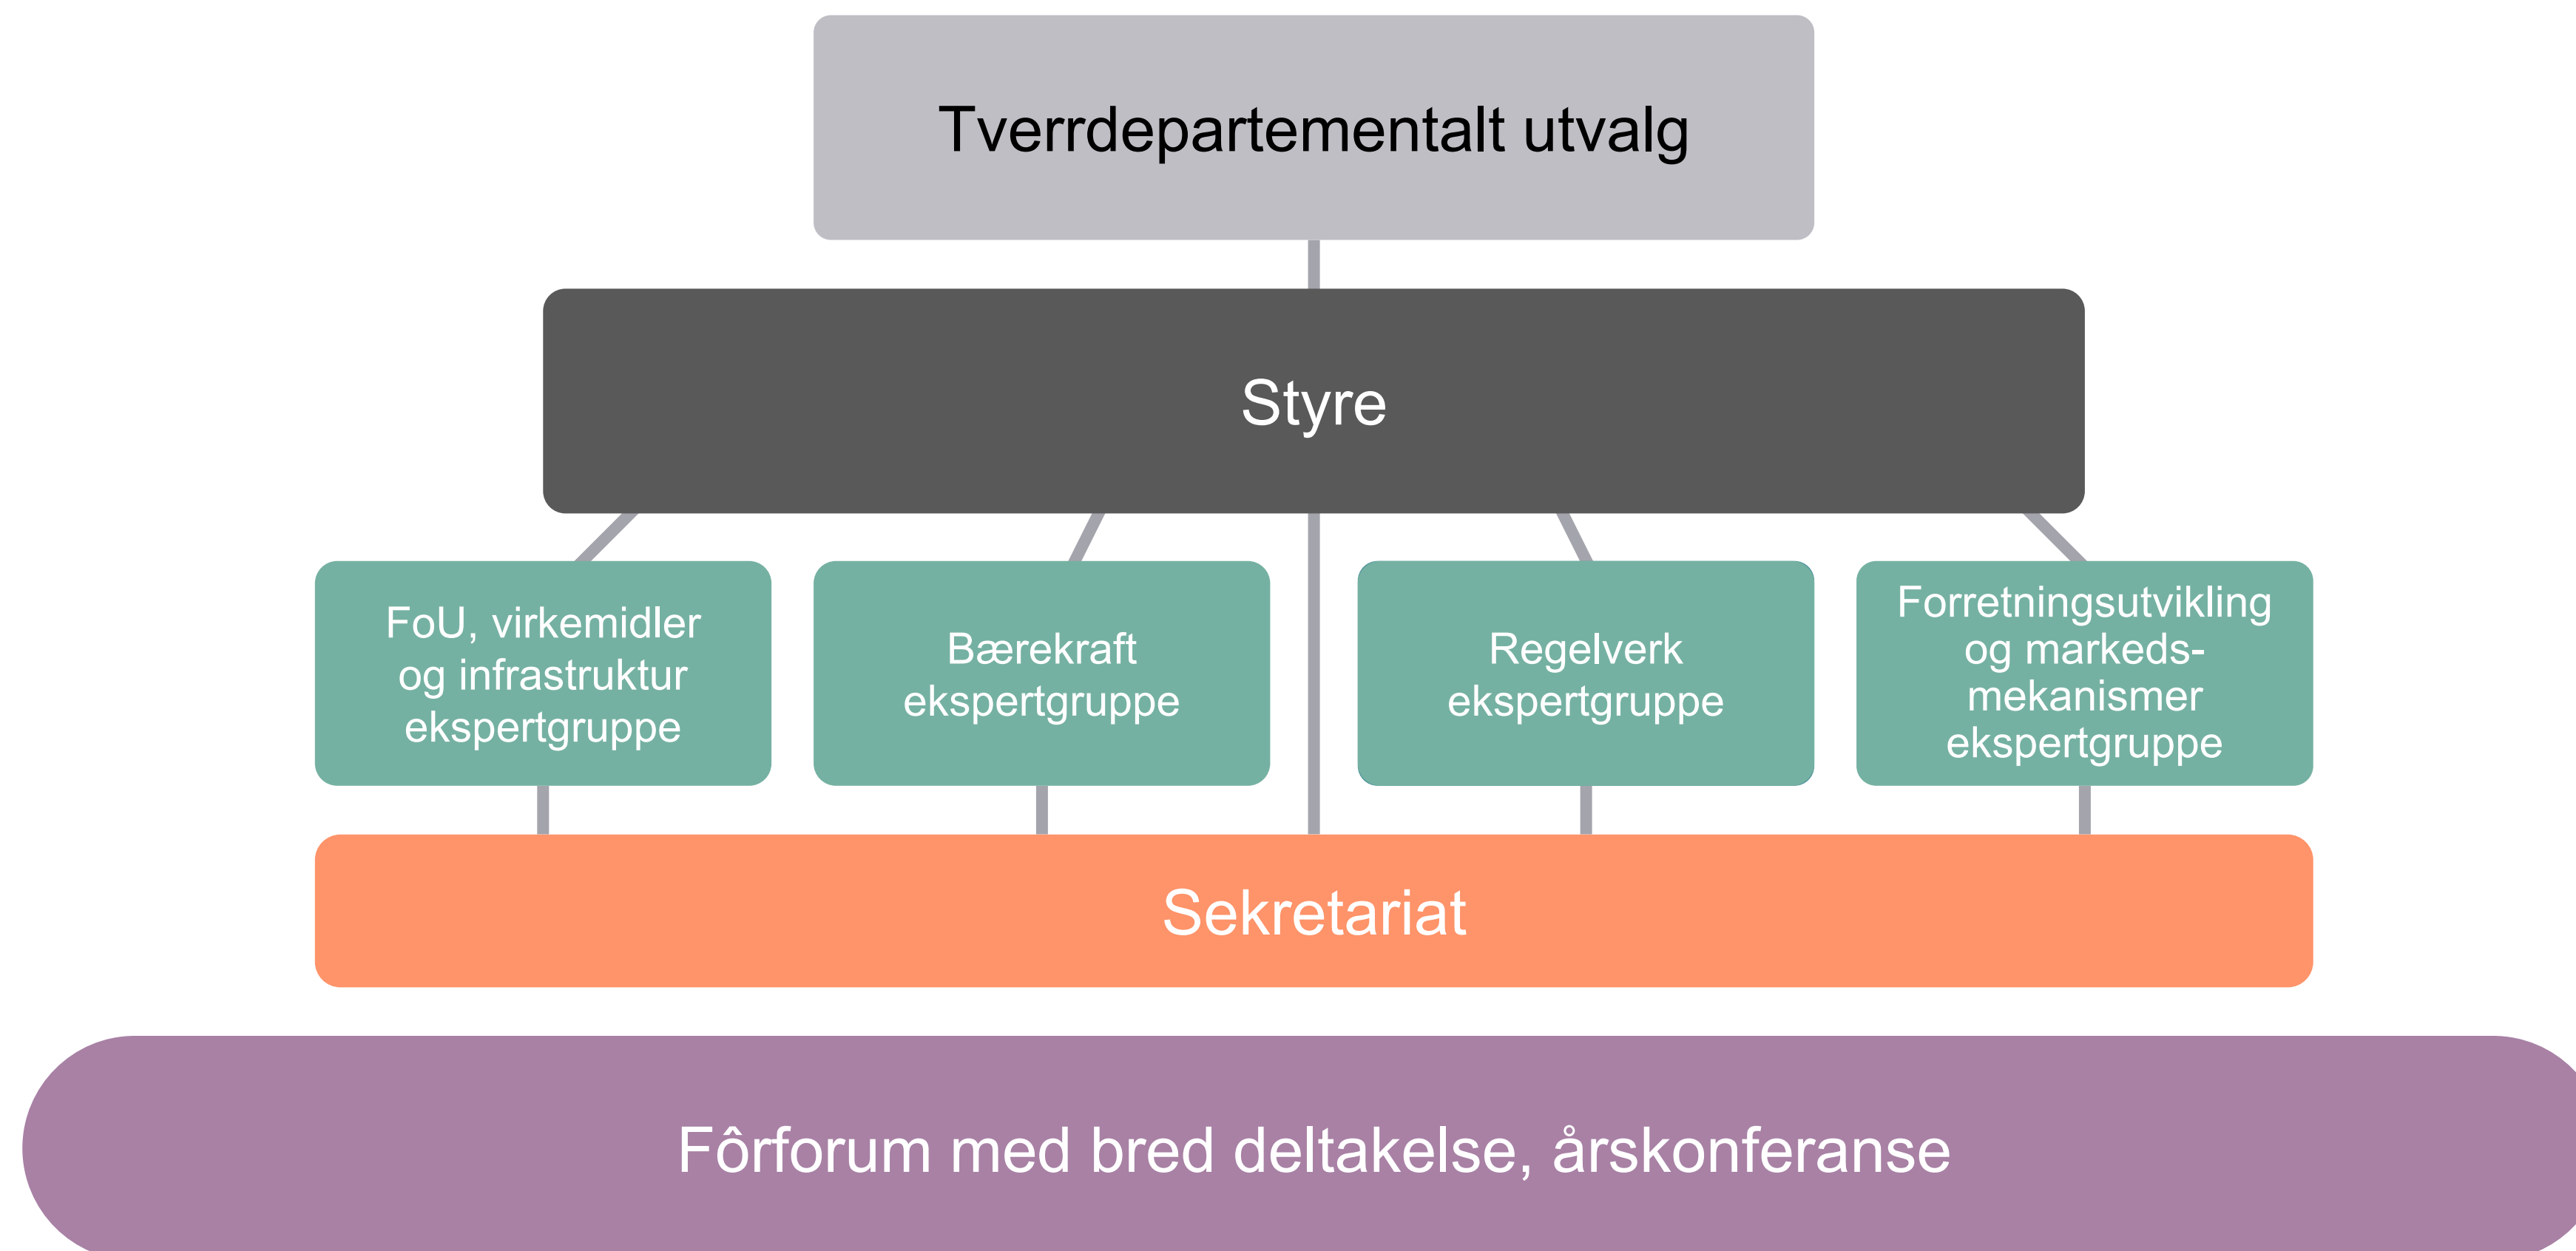 Tverrdepartementalt utvalg
Styre
FoU, virkemidler
og infrastruktur
ekspertgruppe
Bærekraft
ekspertgruppe
Regelverk
ekspertgruppe
Forretningsutvikling
og markeds-
mekanismer
ekspertgruppe
Sekretariat
Fôrforum med bred deltakelse, årskonferanse